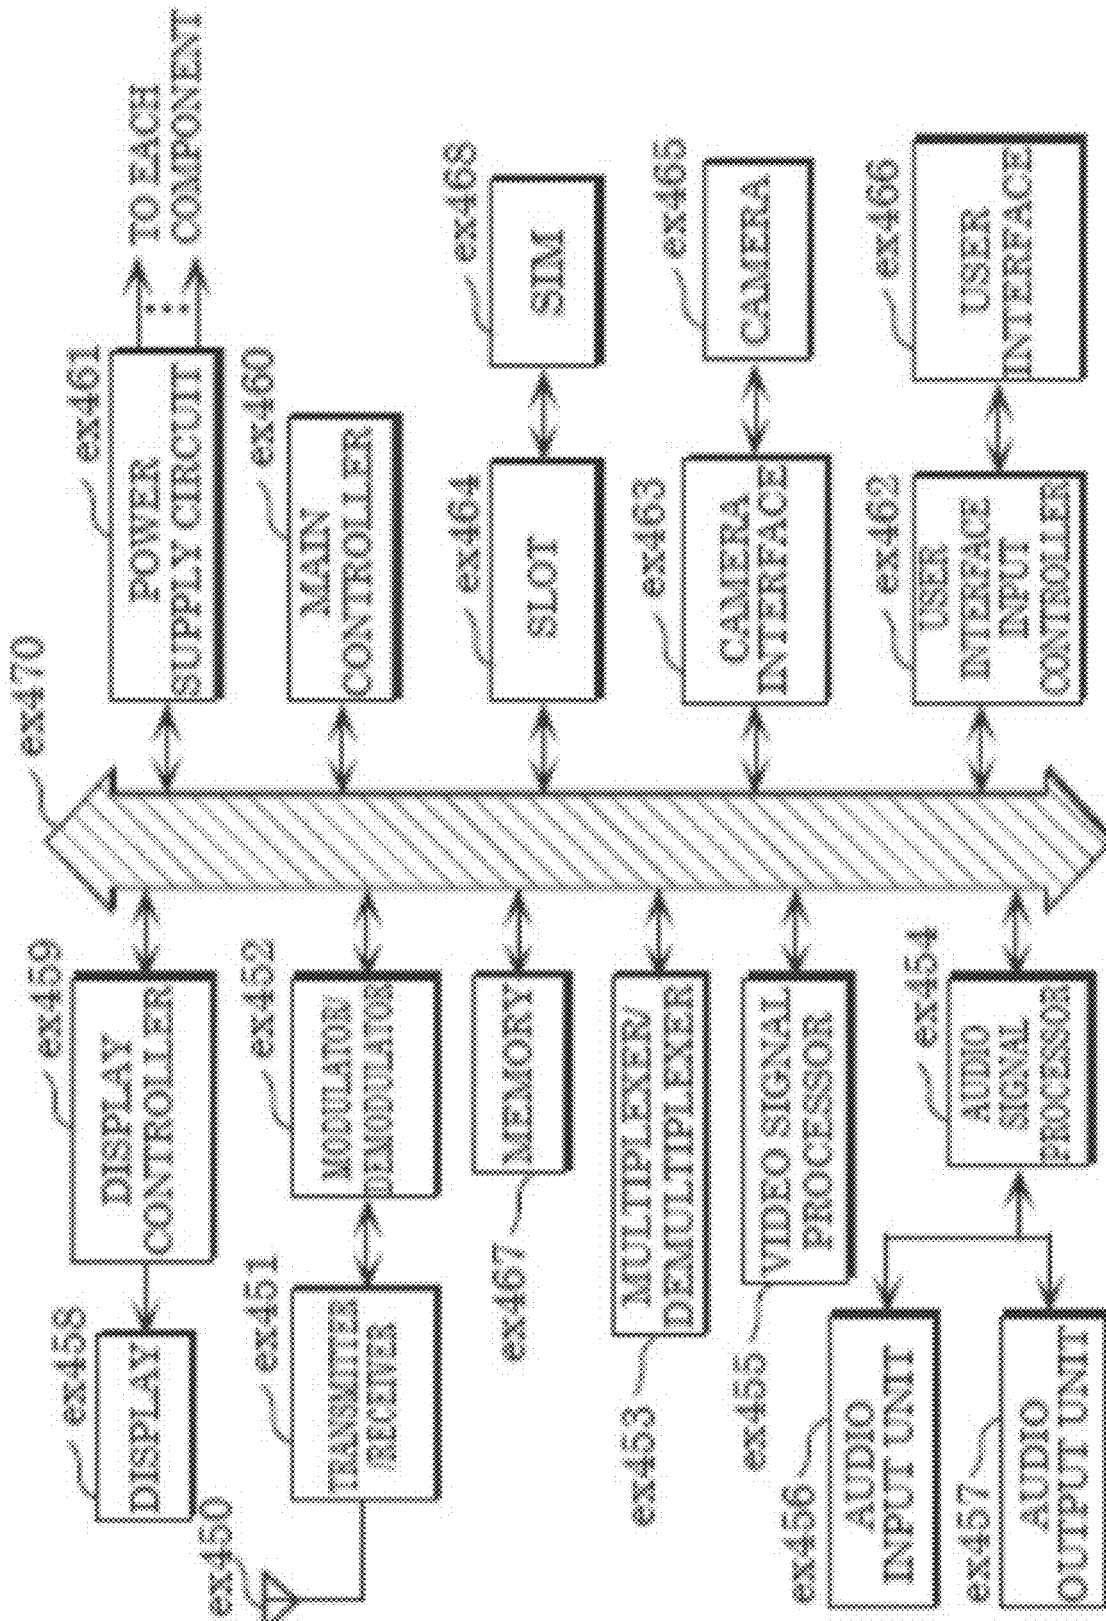 ex458
DISPLAY
ex459
DISPLAY
CONTROLLER
ex470
ex461
POWER
SUPPLY CIRCUIT
TO EACH
COMPONENT
ex450
ex451
TRANSMITTER
/RECEIVER
ex452
MODULATOR
/DEMODULATOR
ex460
MAIN
CONTROLLER
ex467
MEMORY
ex464
SLOT
ex468
SIM
ex453
MULTIPLEXER/
DEMULTIPLEXER
ex463
CAMERA
INTERFACE
ex465
CAMERA
ex455
VIDEO SIGNAL
PROCESSOR
ex456
AUDIO
INPUT UNIT
ex454
AUDIO
SIGNAL
PROCESSOR
ex462
USER
INTERFACE
INPUT
CONTROLLER
ex466
USER
INTERFACE
ex457
AUDIO
OUTPUT UNIT